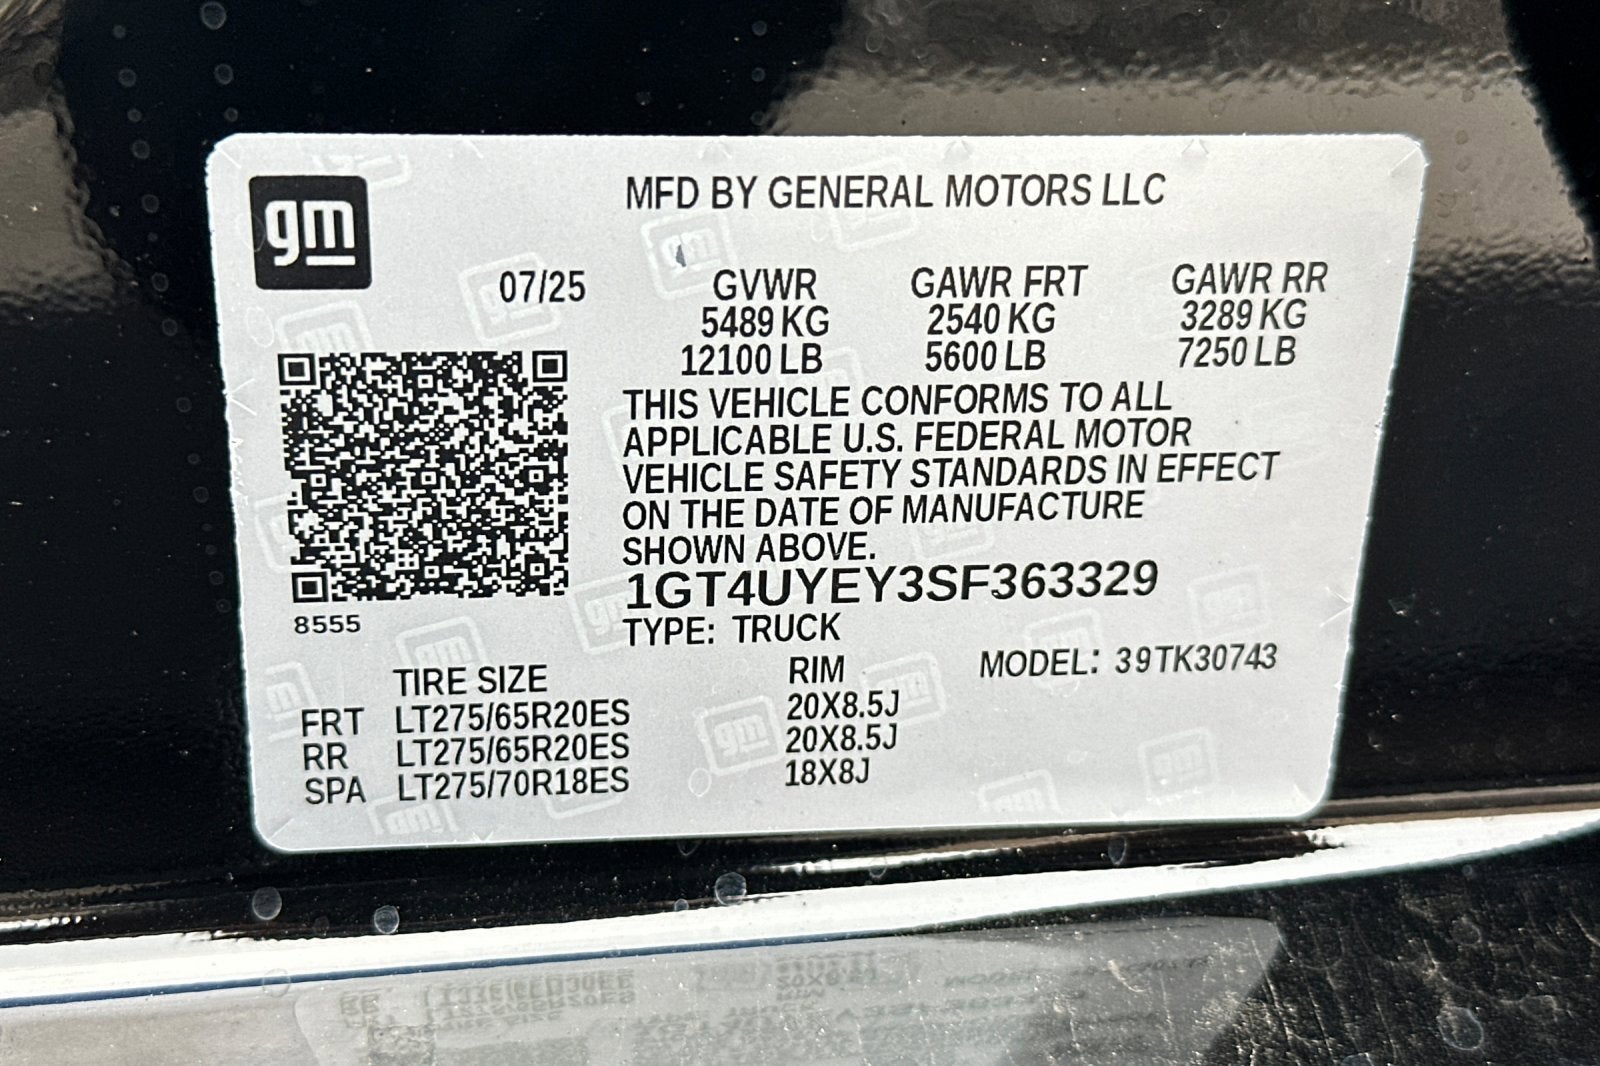 gm
MFD BY GENERAL MOTORS LLC
07/25 GVWR GAWR FRT GAWR RR
5489 KG 2540 KG 3289 KG
12100 LB 5600 LB 7250 LB
THIS VEHICLE CONFORMS TO ALL
APPLICABLE U.S. FEDERAL MOTOR
VEHICLE SAFETY STANDARDS IN EFFECT
ON THE DATE OF MANUFACTURE
SHOWN ABOVE.
1GT4UYEY3SF363329
8555
TYPE: TRUCK
TIRE SIZE RIM MODEL: 39TK30743
FRT LT275/65R20ES 20X8.5J
RR LT275/65R20ES 20X8.5J
SPA LT275/70R18ES 18X8J